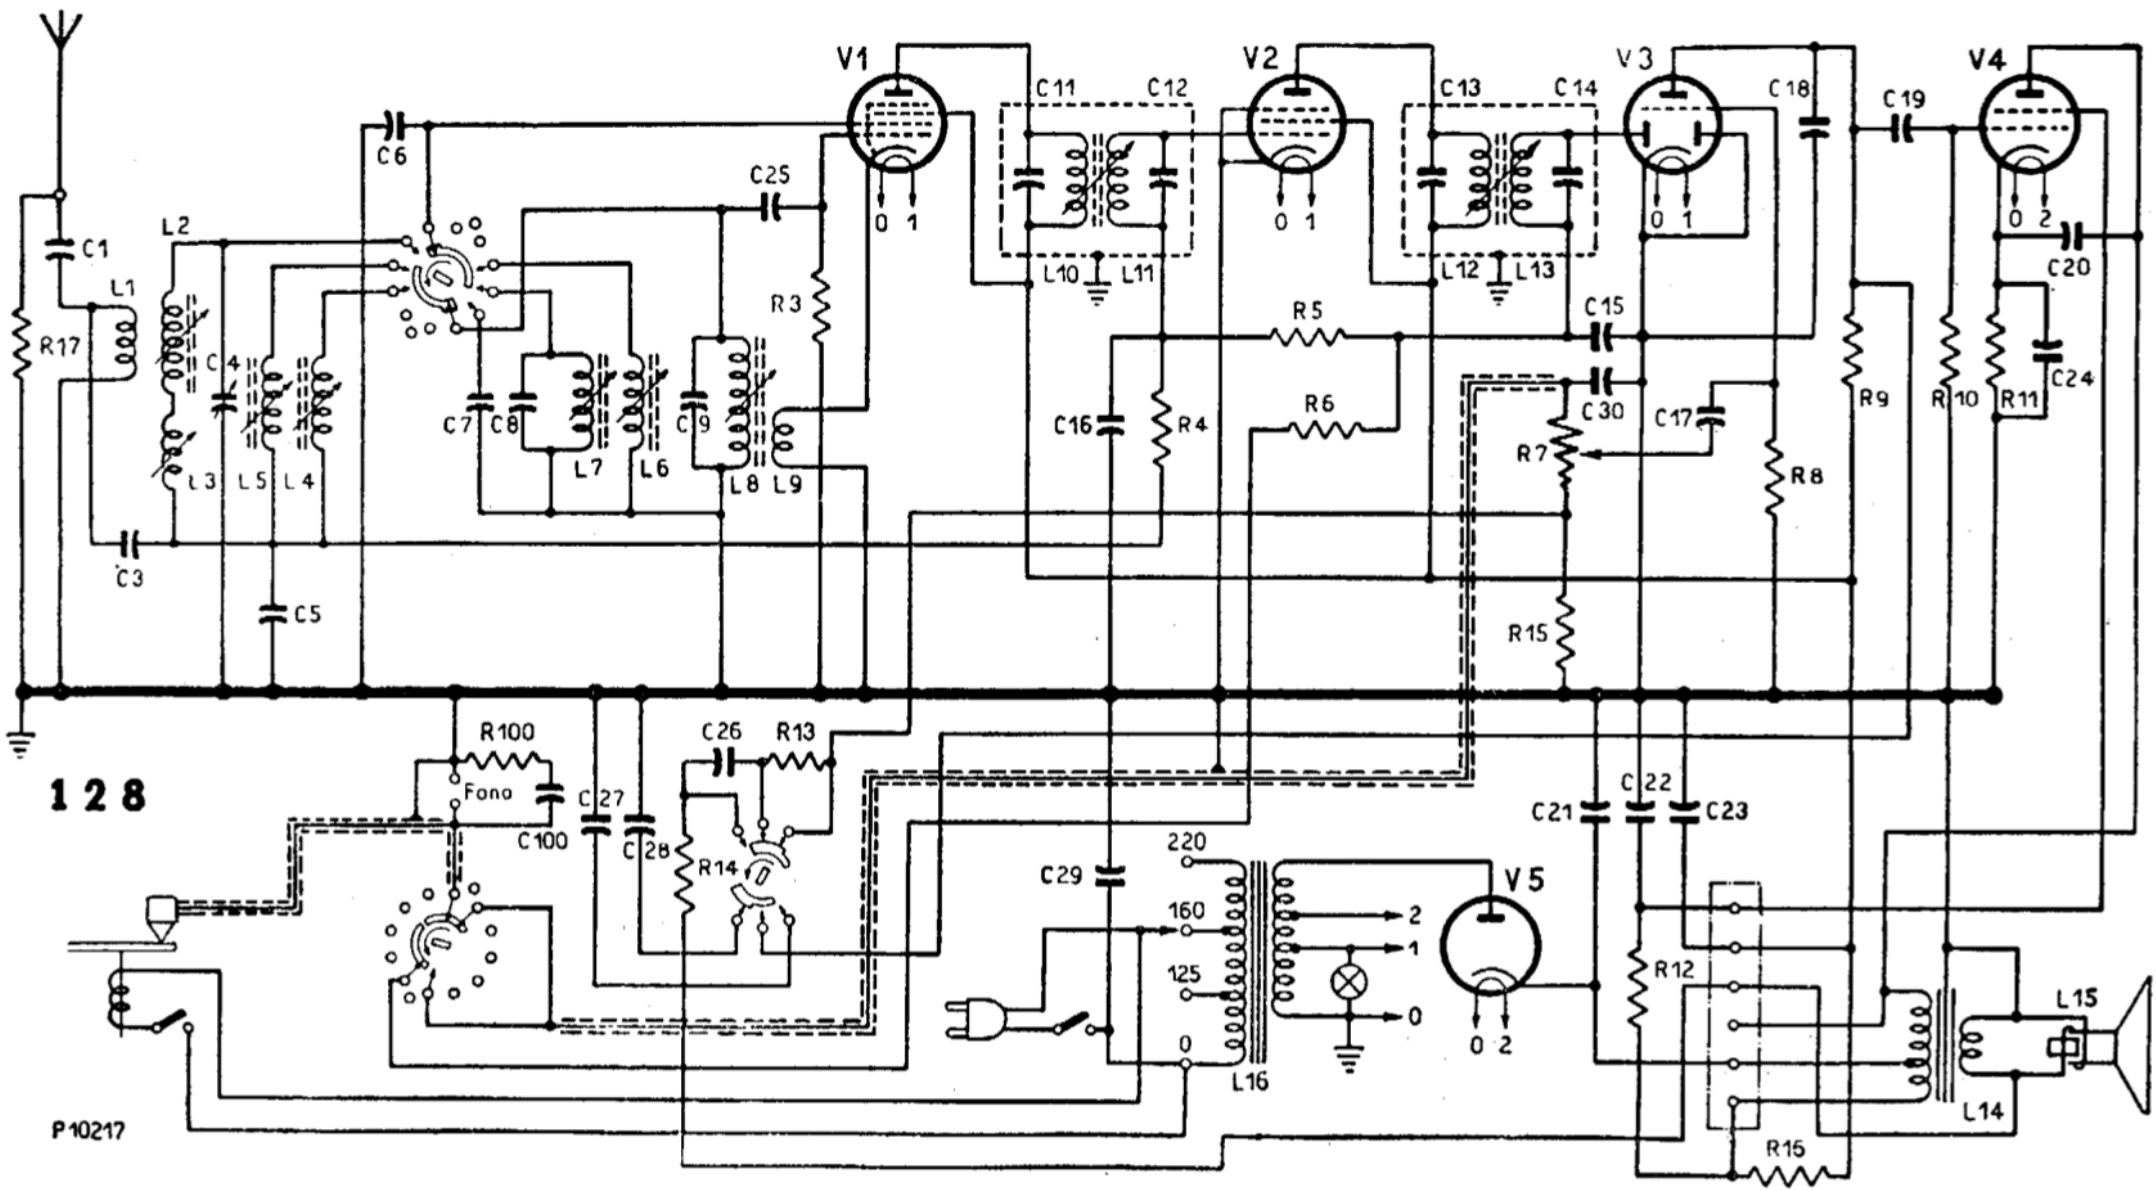 V1
V2
V3
V4
C11
C12
C13
C14
C18
C19
C6
C25
0 1
0 1
0 1
0 2
L2
C1
L1
R17
C4
L3
L5
L4
C7
C8
L7
L6
C9
L8
L9
R3
L10
L11
L12
L13
R5
C15
C20
C16
R4
R6
C30
C17
R7
R8
R9
R10
R11
C24
C3
C5
R15
128
R100
Fono
C100
C27
C28
C26
R13
R14
C29
220
160
125
0
L16
2
1
0
V5
0 2
C21
C22
C23
R12
L15
L14
R15
P10217